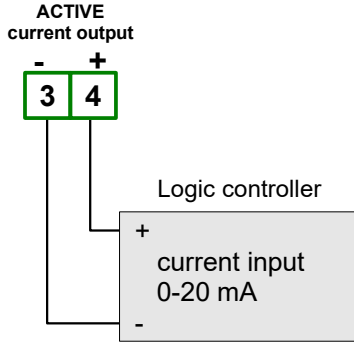 ACTIVE
current output
- +
3 4
Logic controller
+
current input
0-20 mA
-